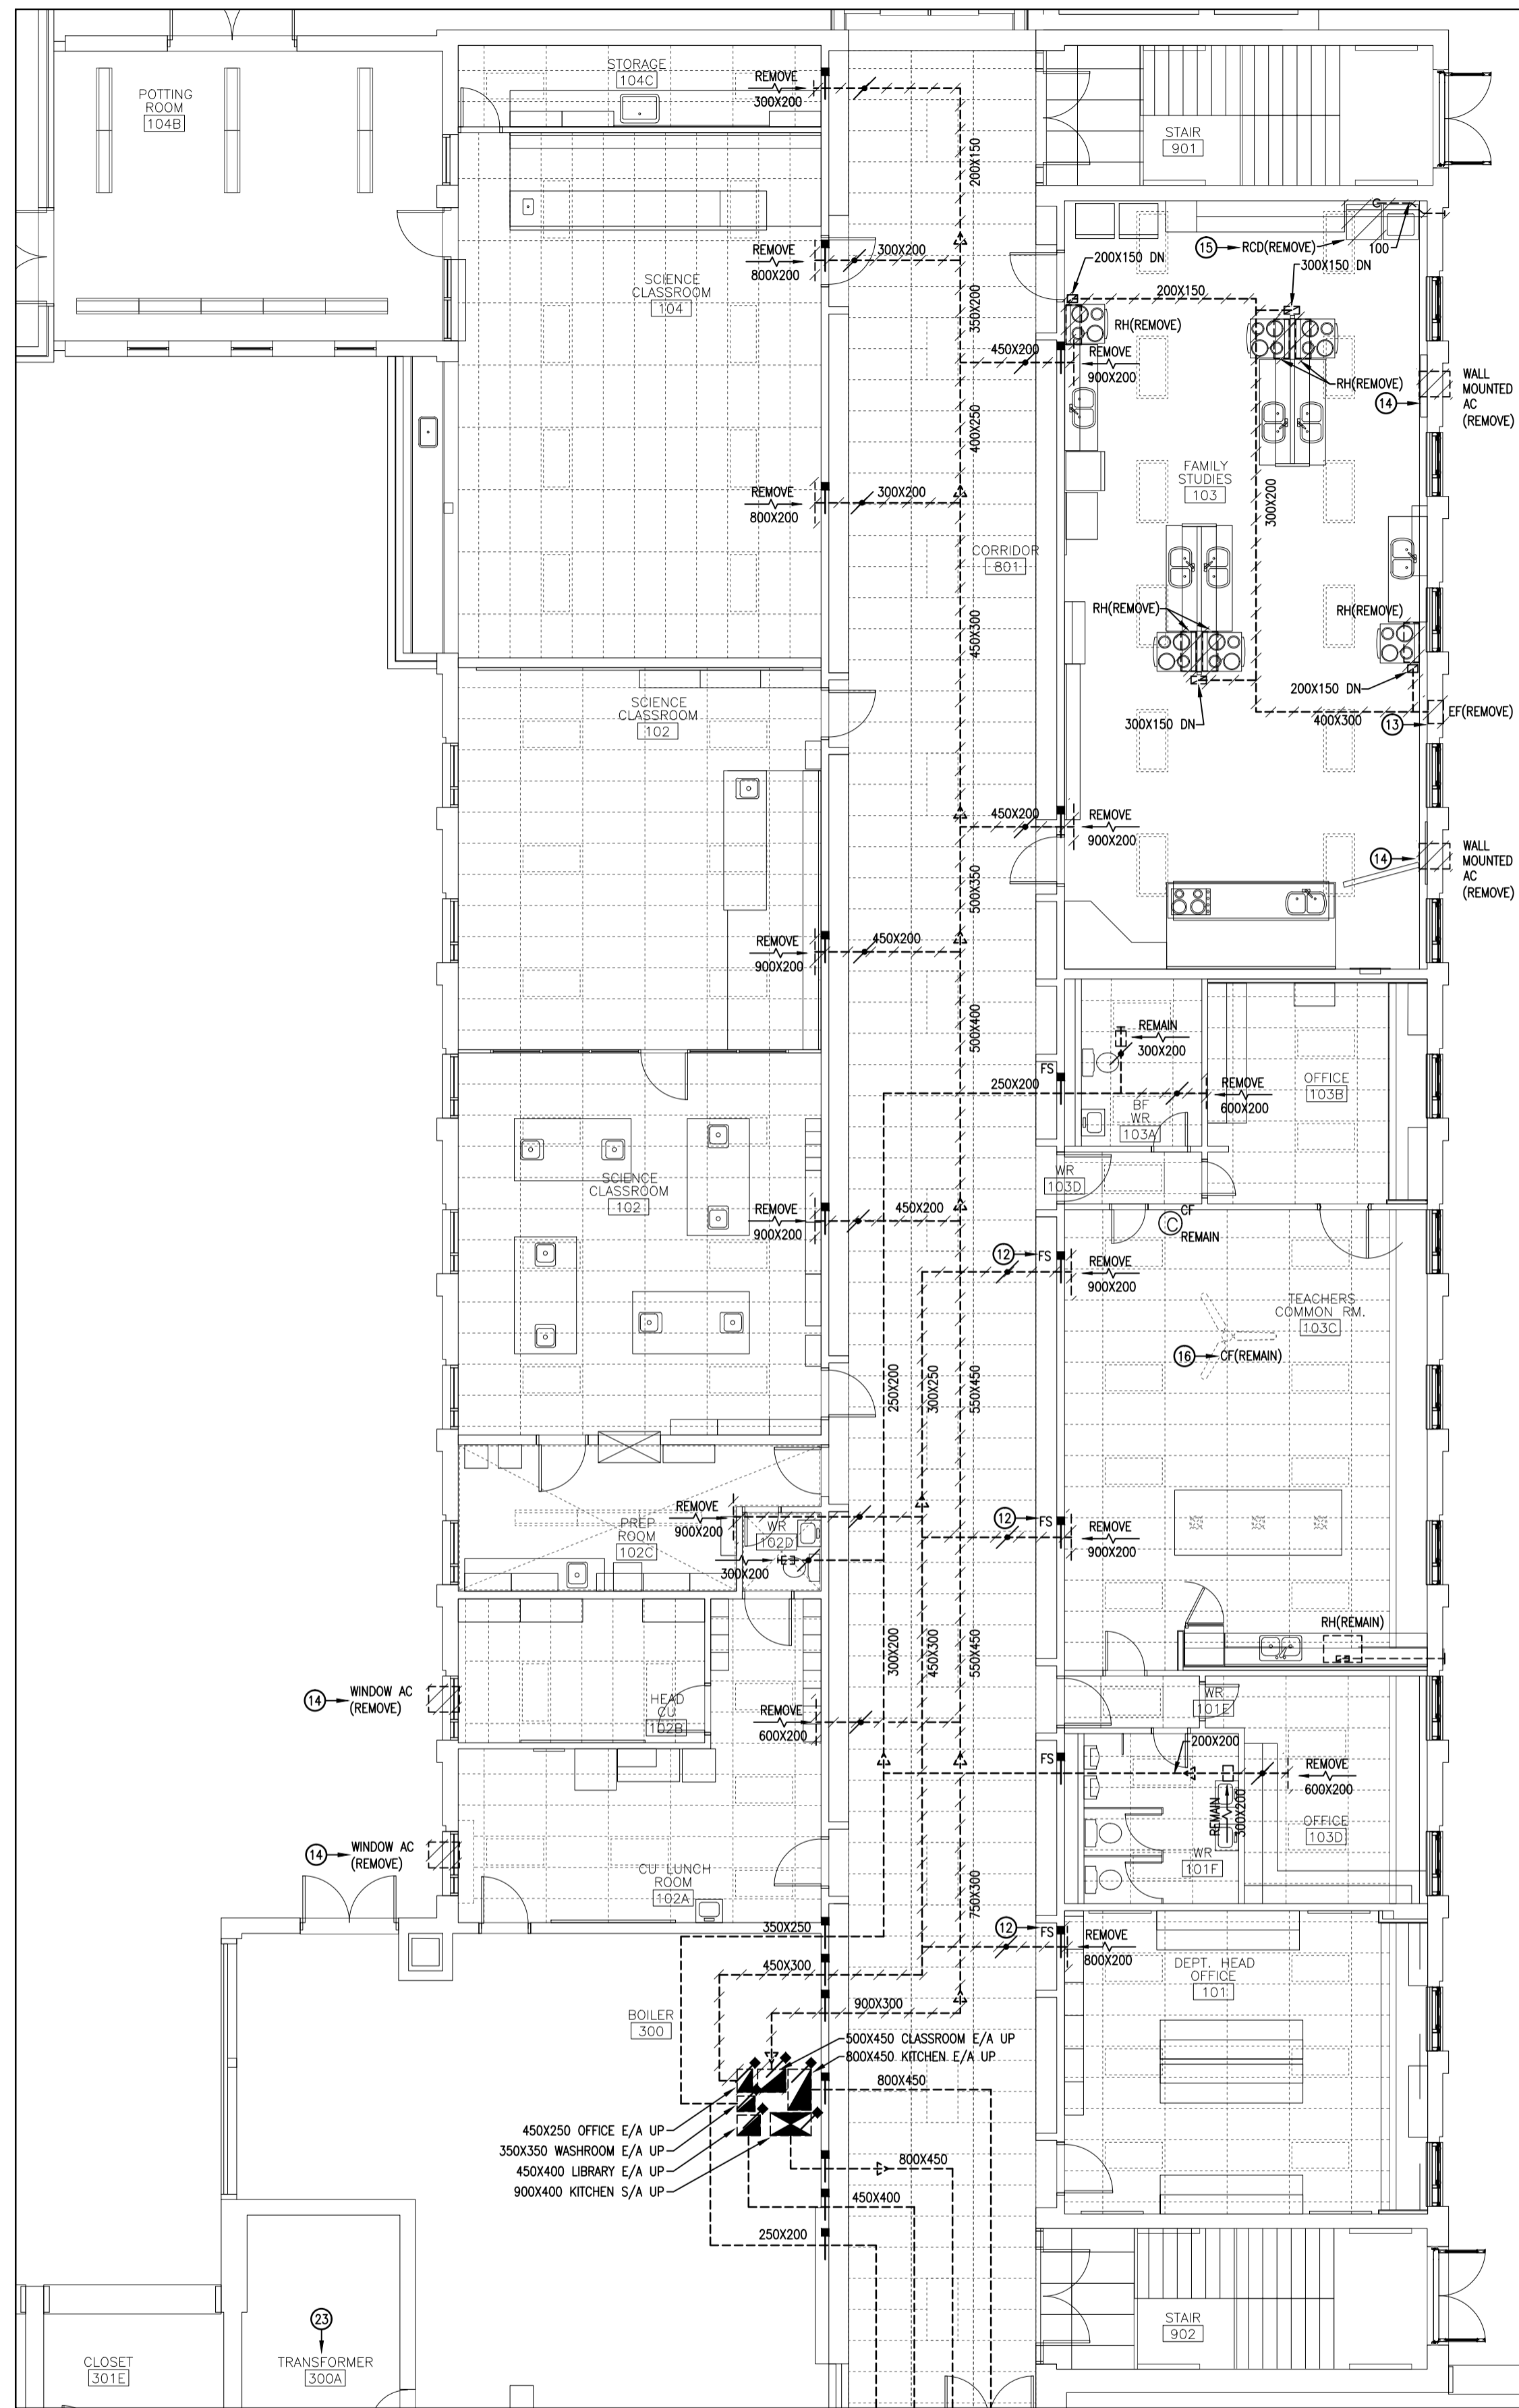 POTTING
ROOM
104B
STORAGE
104C
REMOVE
300X200
STAIR
901
200X150
REMOVE
800X200
300X200
SCIENCE
CLASSROOM
104
15
RCD(REMOVE)
100
200X150 DN
300X150 DN
200X150
350X200
RH(REMOVE)
450X200
REMOVE
900X200
RH(REMOVE)
14
WALL
MOUNTED
AC
(REMOVE)
400X250
FAMILY
STUDIES
103
REMOVE
800X200
300X200
300X200
CORRIDOR
801
450X300
RH(REMOVE)
RH(REMOVE)
SCIENCE
CLASSROOM
102
200X150 DN
300X150 DN
400X300
13
EF(REMOVE)
450X200
REMOVE
900X200
14
WALL
MOUNTED
AC
(REMOVE)
500X350
REMOVE
900X200
450X200
500X400
REMAIN
300X200
FS
250X200
OFFICE
103B
REMOVE
600X200
BF
WR
103A
WR
103D
SCIENCE
CLASSROOM
102
REMOVE
900X200
450X200
C
CF
REMAIN
12
FS
REMOVE
900X200
TEACHERS
COMMON RM.
103C
16
CF(REMAIN)
250X200
300X250
550X450
REMOVE
900X200
PREP
ROOM
102C
WR
102D
300X200
12
FS
REMOVE
900X200
300X200
450X300
550X450
RH(REMAIN)
14
WINDOW AC
(REMOVE)
HEAD
CU
102B
REMOVE
600X200
WR
101E
200X200
FS
REMOVE
600X200
REMAIN
300X200
OFFICE
103D
WR
101F
14
WINDOW AC
(REMOVE)
CU LUNCH
ROOM
102A
750X300
350X250
12
FS
REMOVE
800X200
450X300
DEPT. HEAD
OFFICE
101
900X300
BOILER
300
500X450 CLASSROOM E/A UP
800X450 KITCHEN E/A UP
800X450
450X250 OFFICE E/A UP
350X350 WASHROOM E/A UP
450X400 LIBRARY E/A UP
900X400 KITCHEN S/A UP
800X450
450X400
250X200
STAIR
902
23
CLOSET
301E
TRANSFORMER
300A